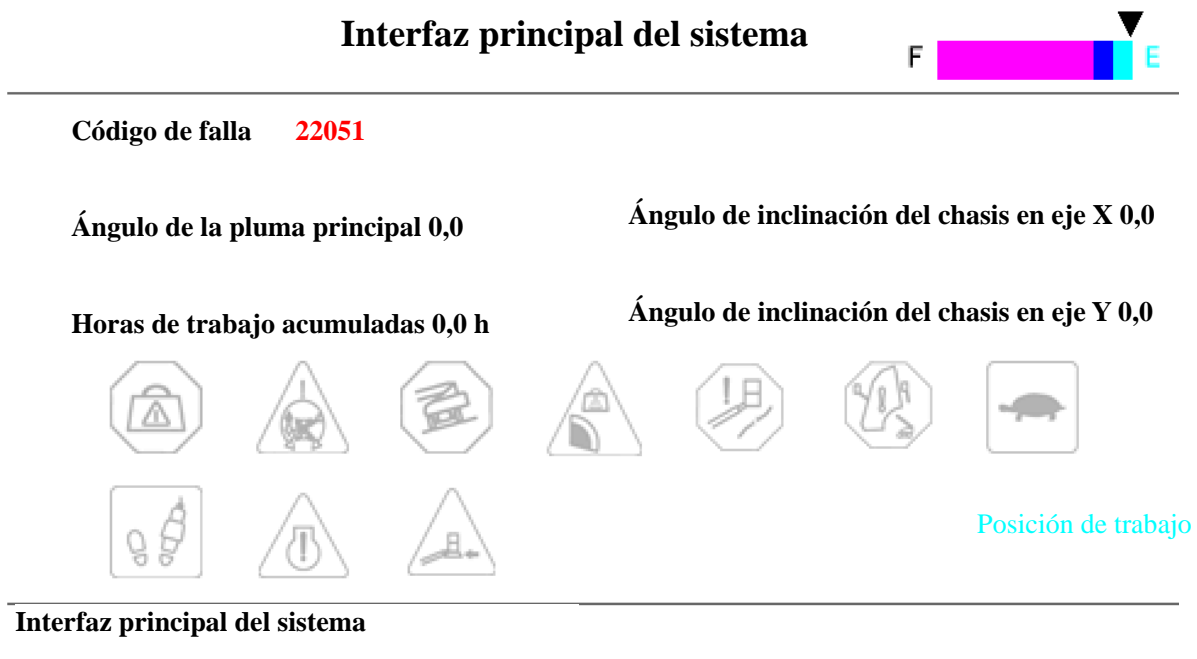 Interfaz principal del sistema
F E
Código de falla 22051
Ángulo de la pluma principal 0,0
Ángulo de inclinación del chasis en eje X 0,0
Horas de trabajo acumuladas 0,0 h
Ángulo de inclinación del chasis en eje Y 0,0
Posición de trabajo
Interfaz principal del sistema